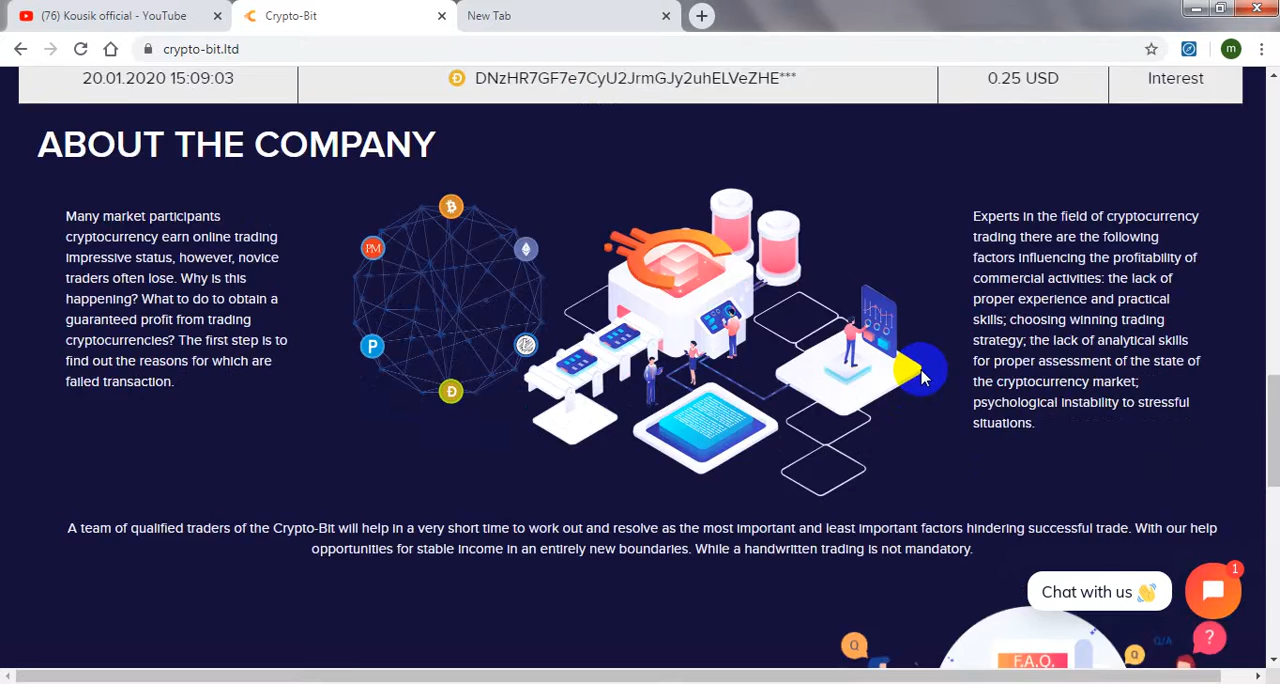 (76) Kousik official - YouTube
Crypto-Bit
New Tab
crypto-bit.ltd
m
20.01.2020 15:09:03
DNzHR7GF7e7CyU2JrmGJy2uhELVeZHE***
0.25 USD
Interest
ABOUT THE COMPANY
Many market participants
cryptocurrency earn online trading
impressive status, however, novice
traders often lose. Why is this
happening? What to do to obtain a
guaranteed profit from trading
cryptocurrencies? The first step is to
find out the reasons for which are
failed transaction.
PM
P
Experts in the field of cryptocurrency
trading there are the following
factors influencing the profitability of
commercial activities: the lack of
proper experience and practical
skills; choosing winning trading
strategy; the lack of analytical skills
for proper assessment of the state of
the cryptocurrency market;
psychological instability to stressful
situations.
A team of qualified traders of the Crypto-Bit will help in a very short time to work out and resolve as the most important and least important factors hindering successful trade. With our help
opportunities for stable income in an entirely new boundaries. While a handwritten trading is not mandatory.
Chat with us 👋
1
?
Q
Q/A
Q
F.A.Q.